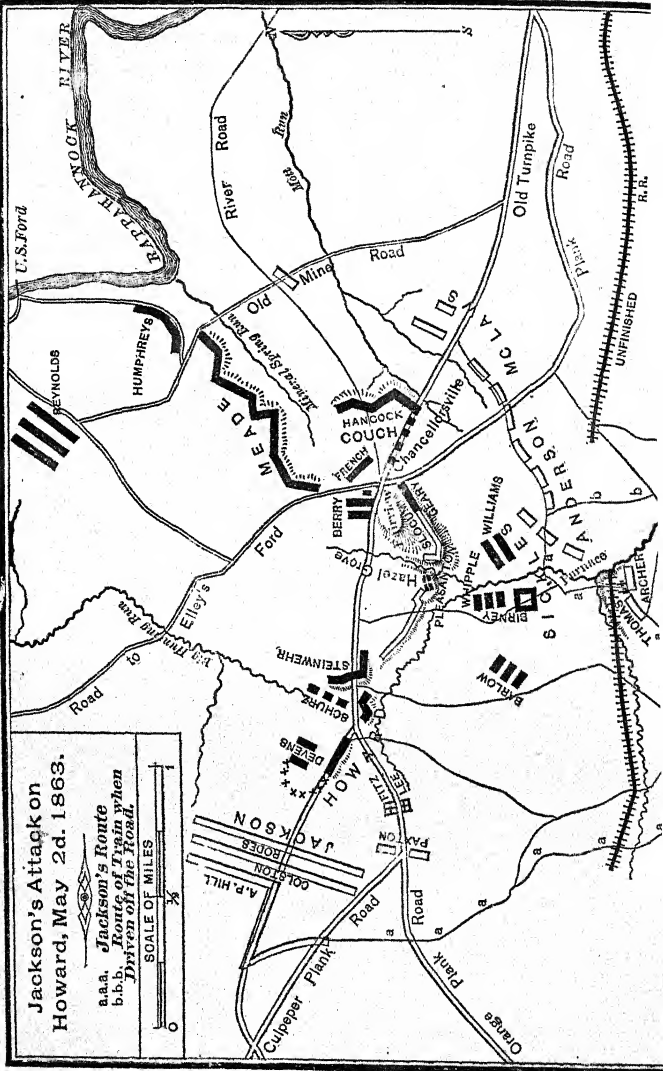 Jackson's Attack on
Howard, May 2d. 1863.
a.a.a. Jackson's Route
b.b.b. Route of Train when
Driven off the Road.
SCALE OF MILES
0 ½ 1
RAPPAHANNOCK RIVER
U.S. Ford
REYNOLDS
HUMPHREYS
MEADE
Mineral Spring Run
River Road
Mott Run
N
S
Old Mine Road
Old Turnpike
Plank Road
UNFINISHED R.R.
Road to Elley's Ford
Big Hunting Run
HANCOCK
COUCH
FRENCH
Chancellorsville
BERRY
SLOCUM
GEARY
Hazel Grove
PLEASANTON
MCLA
S
ANDERSON
WILLIAMS
WHIPPLE
BIRNEY
SICKLES
BARLOW
Furnace
ARCHER
THOMAS
STEINWEHR
SCHURZ
DEVENS
HOWARD
FITZ LEE
PAXTON
JACKSON
RODES
COLSTON
A.P. HILL
Culpeper Plank Road
Orange Plank Road
a
a
a
a
a
a
a
a
b
b